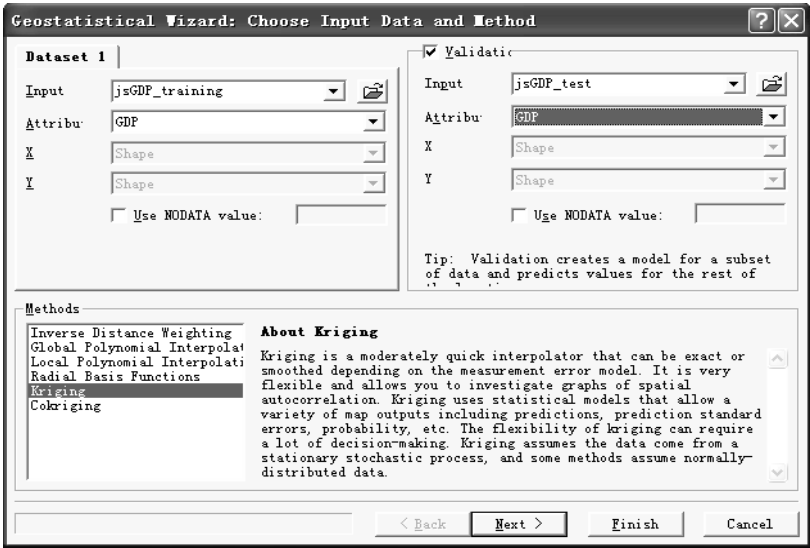 Geostatistical Wizard: Choose Input Data and Method
Dataset 1
Input jsGDP_training
Attribu GDP
X Shape
Y Shape
Use NODATA value:
Validatic
Input jsGDP_test
Attribu GDP
X Shape
Y Shape
Use NODATA value:
Tip: Validation creates a model for a subset
of data and predicts values for the rest of
Methods
Inverse Distance Weighting
Global Polynomial Interpolat
Local Polynomial Interpolati
Radial Basis Functions
Kriging
Cokriging
About Kriging
Kriging is a moderately quick interpolator that can be exact or
smoothed depending on the measurement error model. It is very
flexible and allows you to investigate graphs of spatial
autocorrelation. Kriging uses statistical models that allow a
variety of map outputs including predictions, prediction standard
errors, probability, etc. The flexibility of kriging can require
a lot of decision-making. Kriging assumes the data come from a
stationary stochastic process, and some methods assume normally-
distributed data.
< Back Next > Finish Cancel